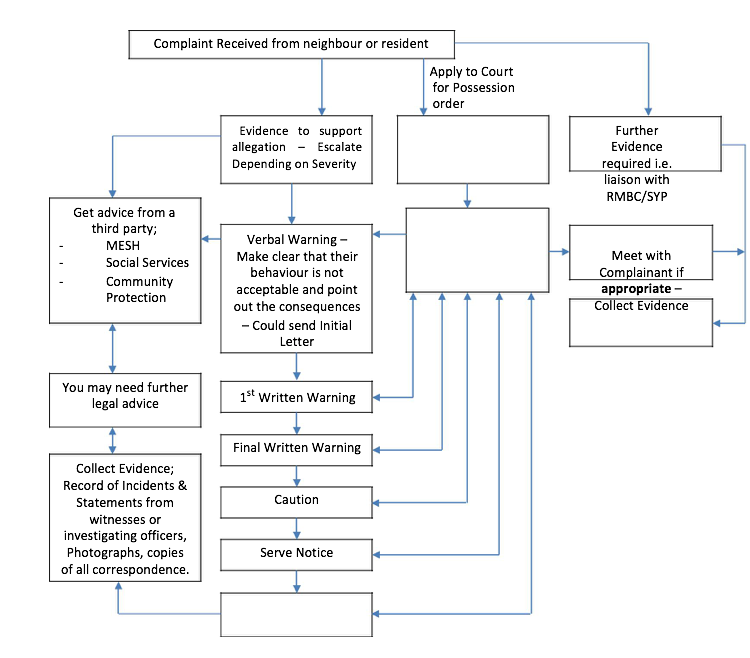 Complaint Received from neighbour or resident
Apply to Court
for Possession
order
Evidence to support
allegation – Escalate
Depending on Severity
Further
Evidence
required i.e.
liaison with
RMBC/SYP
Get advice from a
third party;
- MESH
- Social Services
- Community
Protection
Verbal Warning –
Make clear that their
behaviour is not
acceptable and point
out the consequences
– Could send Initial
Letter
Meet with
Complainant if
appropriate –
Collect Evidence
You may need further
legal advice
1st Written Warning
Final Written Warning
Collect Evidence;
Record of Incidents &
Statements from
witnesses or
investigating officers,
Photographs, copies
of all correspondence.
Caution
Serve Notice